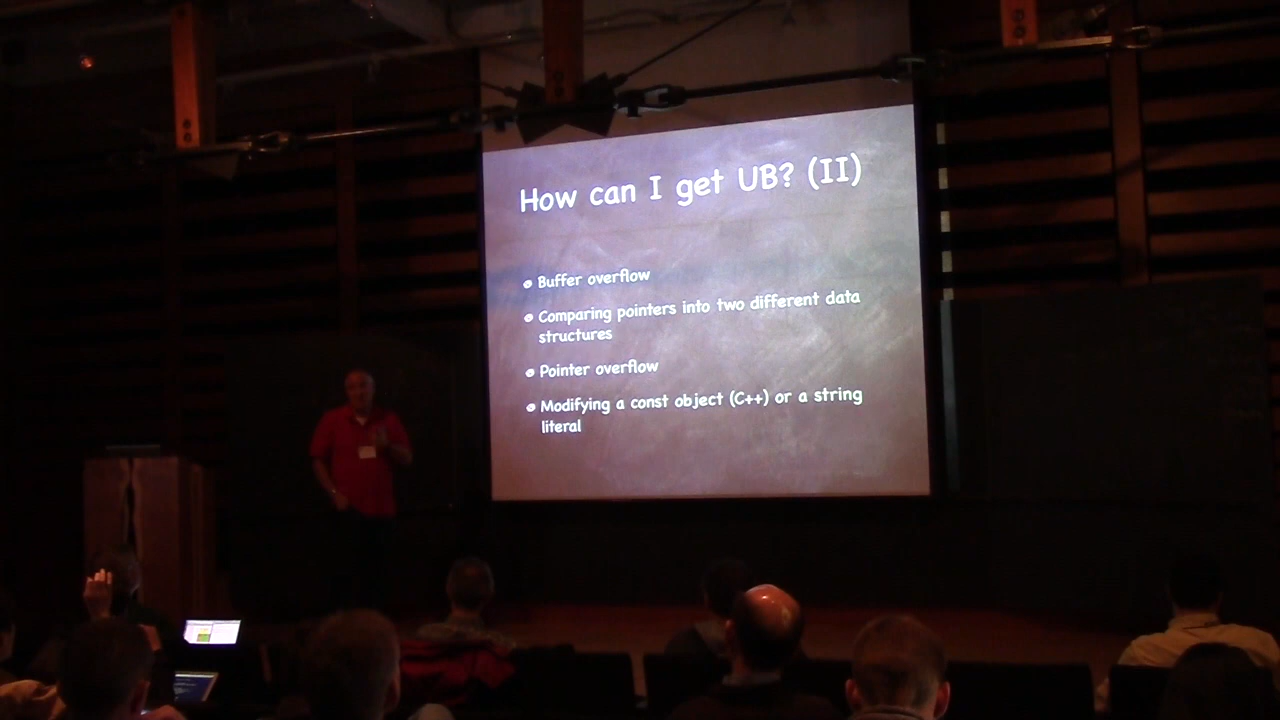 How can I get UB? (II)
Buffer overflow
Comparing pointers into two different data
structures
Pointer overflow
Modifying a const object (C++) or a string
literal